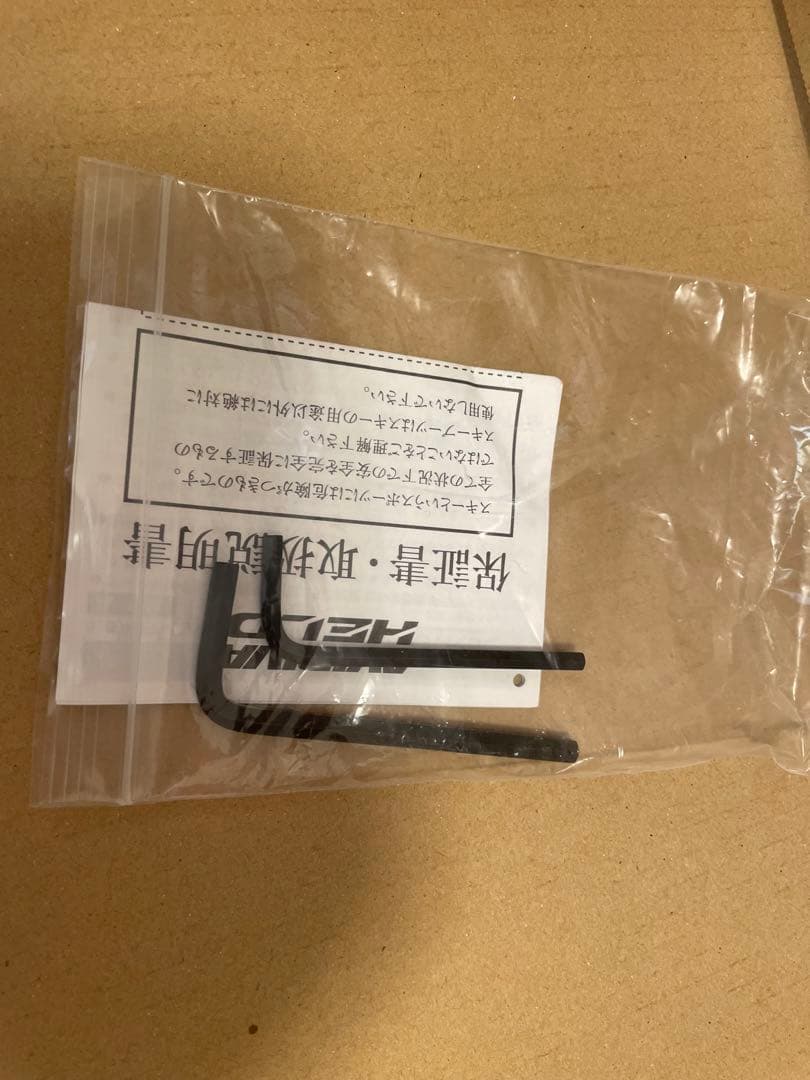 保証書・取扱説明書
スキーというスポーツには危険がつきものです。
全ての状況下での安全を完全に保証するもの
ではないことをご理解下さい。
スキーブーツはスキーの用途以外には絶対に
使用しないで下さい。